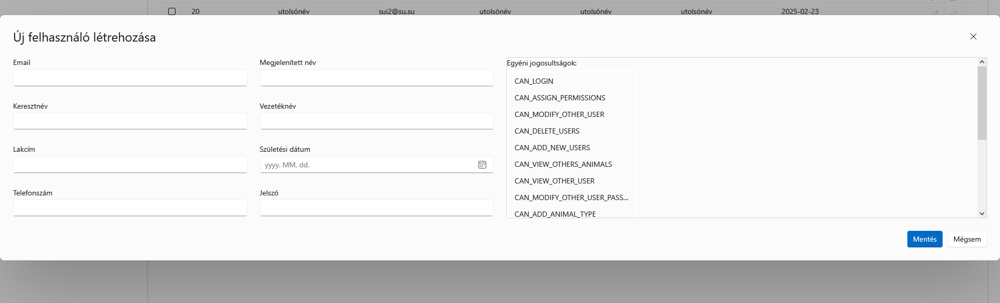 20 utolsónév sui2@su.su utolsónév utolsónév utolsónév 2025-02-23
Új felhasználó létrehozása
Email
Megjelenített név
Keresztnév
Vezetéknév
Lakcím
Születési dátum
yyyy. MM. dd.
Telefonszám
Jelszó
Egyéni jogosultságok:
CAN_LOGIN
CAN_ASSIGN_PERMISSIONS
CAN_MODIFY_OTHER_USER
CAN_DELETE_USERS
CAN_ADD_NEW_USERS
CAN_VIEW_OTHERS_ANIMALS
CAN_VIEW_OTHER_USER
CAN_MODIFY_OTHER_USER_PASS...
CAN_ADD_ANIMAL_TYPE
Mentés Mégsem